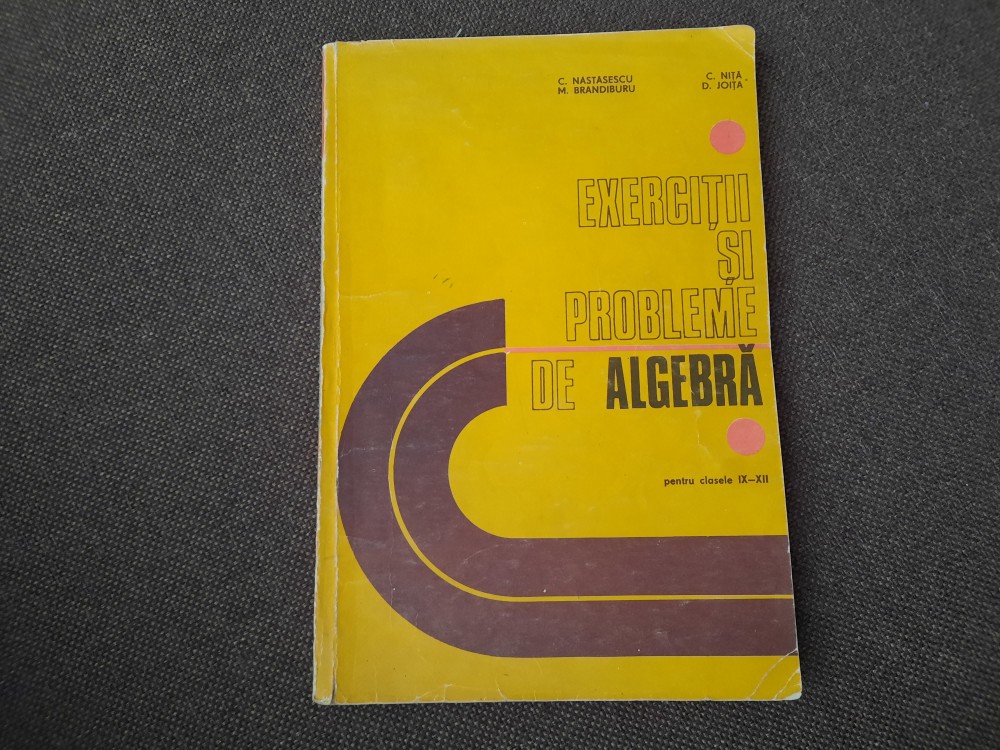 C. NĂSTĂSESCU
M. BRANDIBURU
C. NIȚĂ
D. JOIȚA
EXERCIȚII
ȘI
PROBLEME
DE ALGEBRĂ
pentru clasele IX—XII